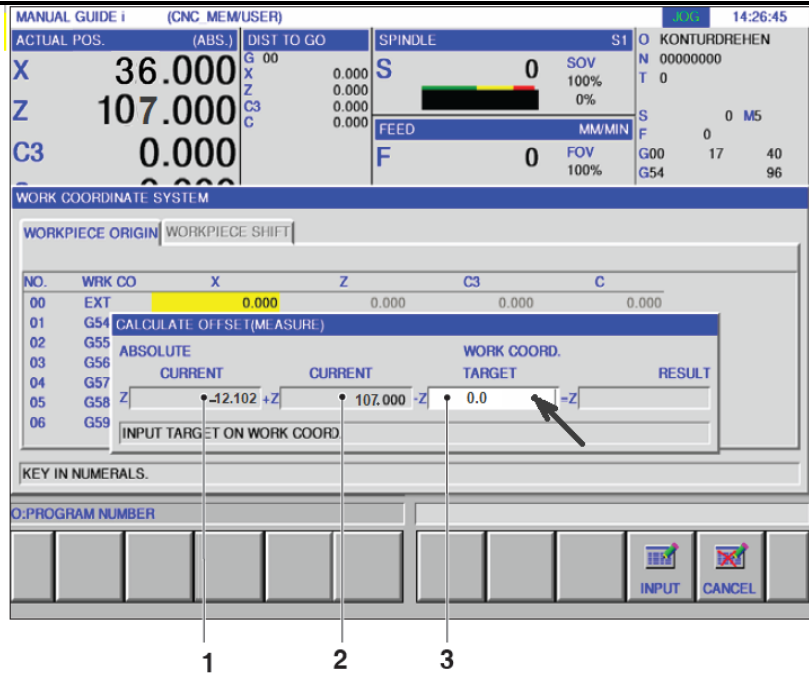 MANUAL GUIDE i (CNC_MEM/USER) JOG 14:26:45
ACTUAL POS. (ABS.) DIST TO GO SPINDLE S1 O KONTURDREHEN
G 00 N 00000000
X 36.000 X 0.000 S 0 SOV 100% T 0
Z 0.000 0%
Z 107.000 C3 0.000 S 0 M5
C 0.000 FEED MM/MIN F 0
C3 0.000 F 0 FOV 100% G00 17 40
G54 96
WORK COORDINATE SYSTEM
WORKPIECE ORIGIN WORKPIECE SHIFT
NO. WRK CO X Z C3 C
00 EXT 0.000 0.000 0.000 0.000
01 G54
02 G55
03 G56
04 G57
05 G58
06 G59
CALCULATE OFFSET(MEASURE)
ABSOLUTE WORK COORD.
CURRENT CURRENT TARGET RESULT
Z -12.102 +Z 107.000 -Z 0.0 =Z
INPUT TARGET ON WORK COORD.
KEY IN NUMERALS.
O:PROGRAM NUMBER
INPUT CANCEL
1 2 3